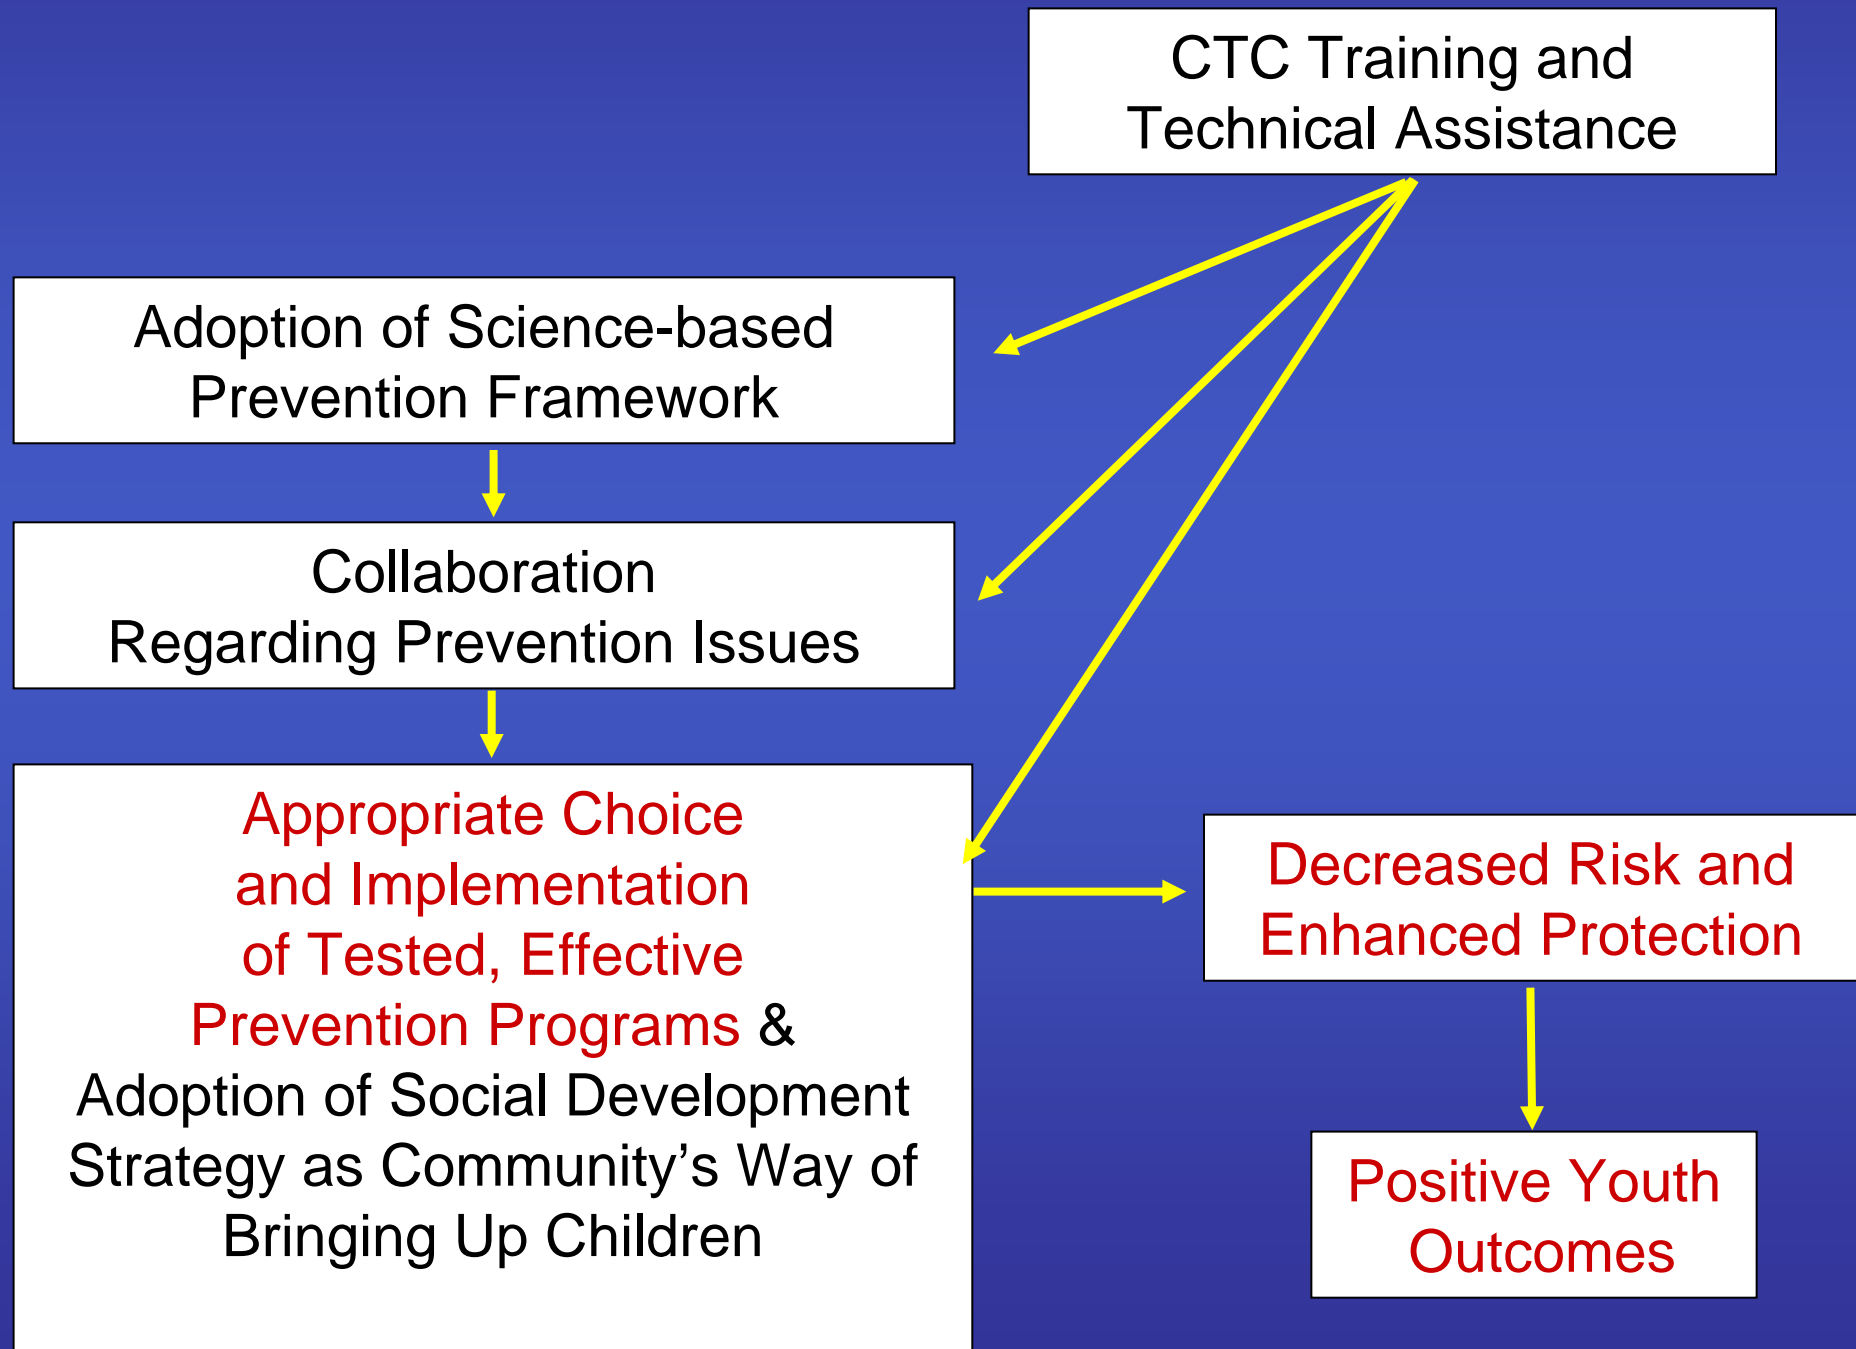 CTC Training and
Technical Assistance
Adoption of Science-based
Prevention Framework
Collaboration
Regarding Prevention Issues
Appropriate Choice
and Implementation
of Tested, Effective
Prevention Programs &
Adoption of Social Development
Strategy as Community’s Way of
Bringing Up Children
Decreased Risk and
Enhanced Protection
Positive Youth
Outcomes